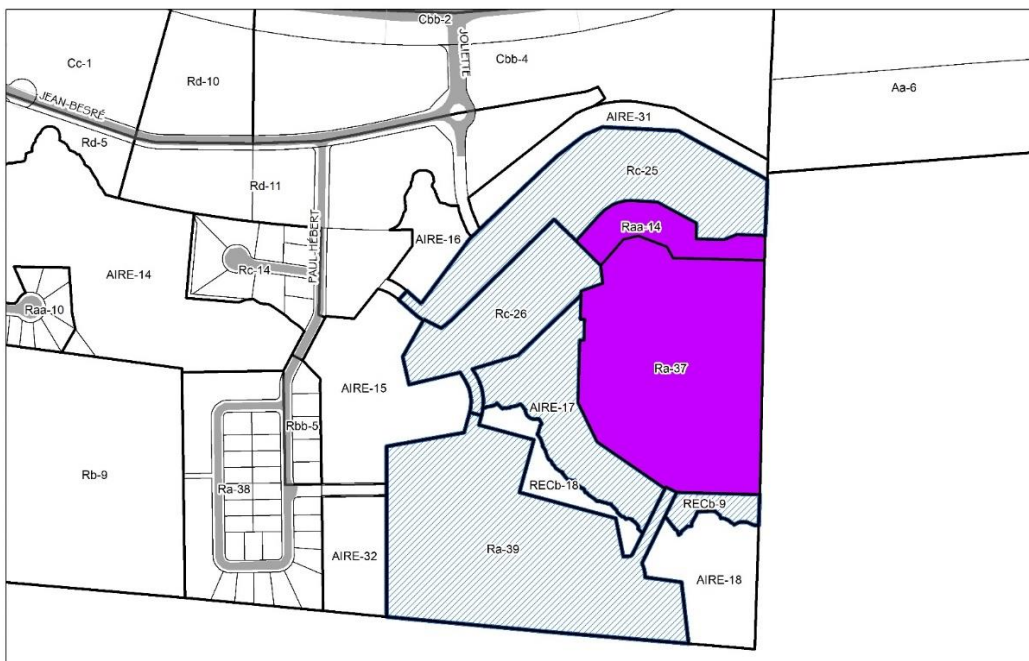 Cbb-2
JOLIETTE
Cbb-4
Cc-1
Rd-10
Aa-6
JEAN-BESRÉ
AIRE-31
Rd-5
Rc-25
Rd-11
Raa-14
PAUL-HÉBERT
AIRE-16
Rc-14
AIRE-14
Raa-10
Rc-26
Ra-37
AIRE-15
AIRE-17
Rbb-5
Rb-9
Ra-38
RECb-18
RECb-9
Ra-39
AIRE-32
AIRE-18